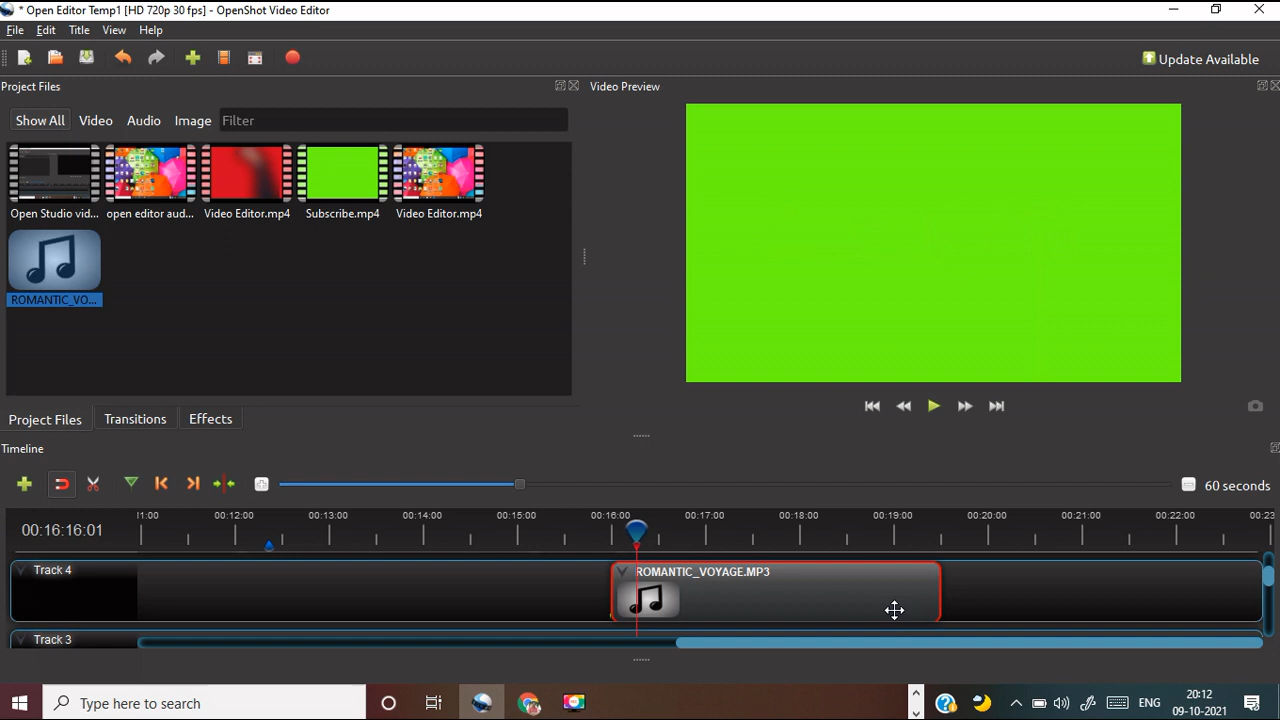 * Open Editor Temp1 [HD 720p 30 fps] - OpenShot Video Editor
File Edit Title View Help
Update Available
Project Files
Video Preview
Show All Video Audio Image Filter
Open Studio vid... open editor aud... Video Editor.mp4 Subscribe.mp4 Video Editor.mp4
ROMANTIC_VO...
Project Files Transitions Effects
Timeline
60 seconds
00:16:16:01
11:00 00:12:00 00:13:00 00:14:00 00:15:00 00:16:00 00:17:00 00:18:00 00:19:00 00:20:00 00:21:00 00:22:00 00:23
Track 4
ROMANTIC_VOYAGE.MP3
Track 3
Type here to search
ENG
20:12
09-10-2021